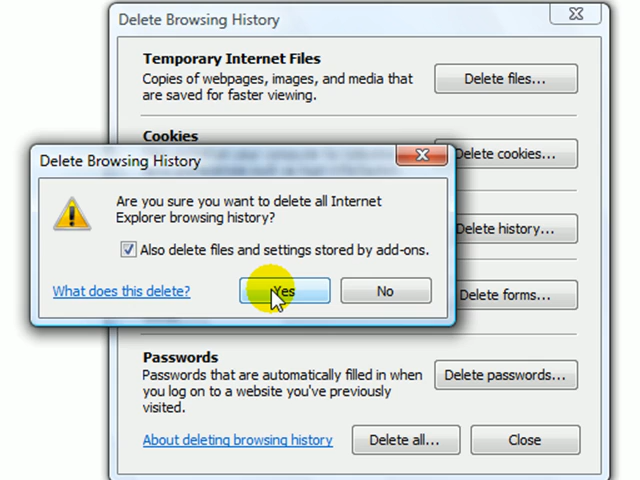 Delete Browsing History
Temporary Internet Files
Copies of webpages, images, and media that
are saved for faster viewing.
Delete files...
Cookies
Delete cookies...
Delete Browsing History
Are you sure you want to delete all Internet
Explorer browsing history?
Also delete files and settings stored by add-ons.
What does this delete?
Yes
No
Delete history...
Delete forms...
Passwords
Passwords that are automatically filled in when
you log on to a website you've previously
visited.
Delete passwords...
About deleting browsing history
Delete all...
Close